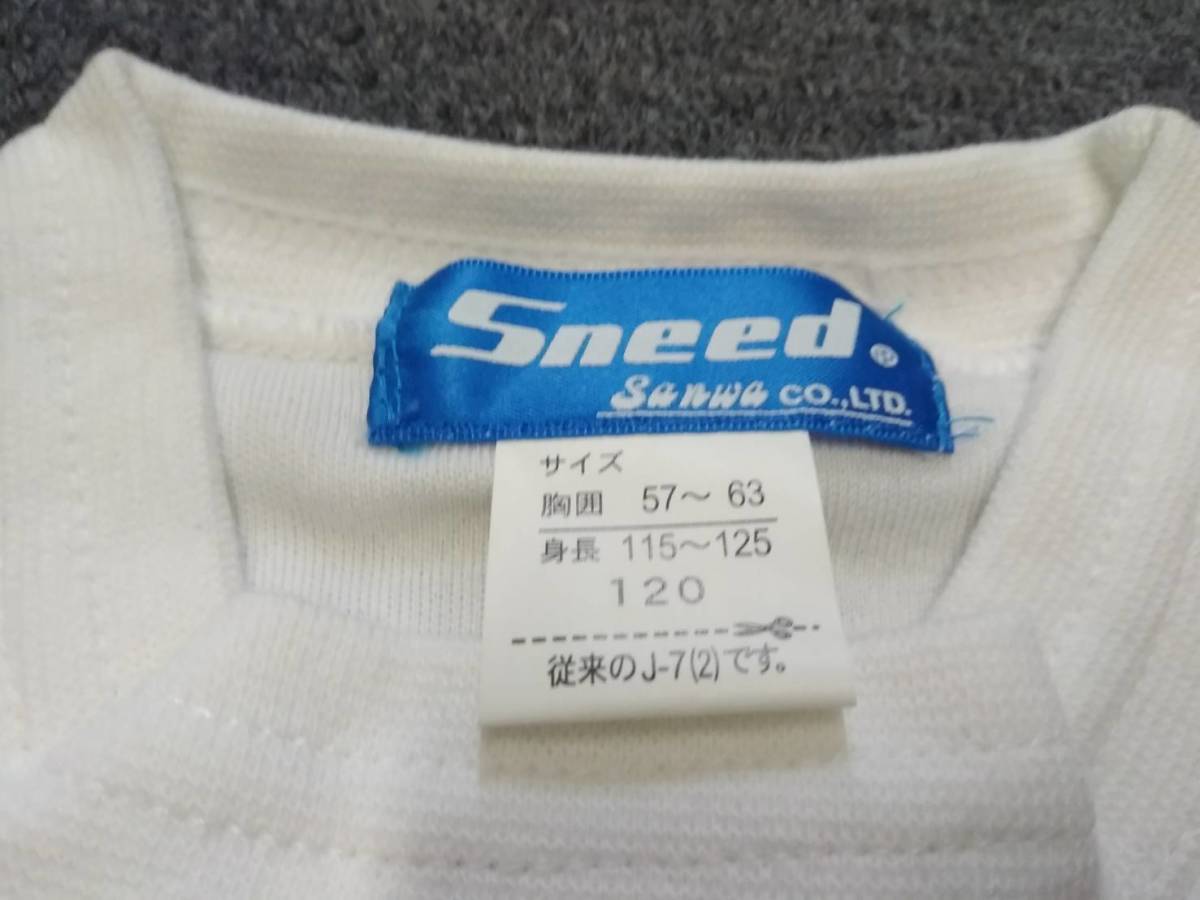 Sneed®
Sanwa CO.,LTD.
サイズ
胸囲 57～63
身長 115～125
120
従来のJ-7(2)です。